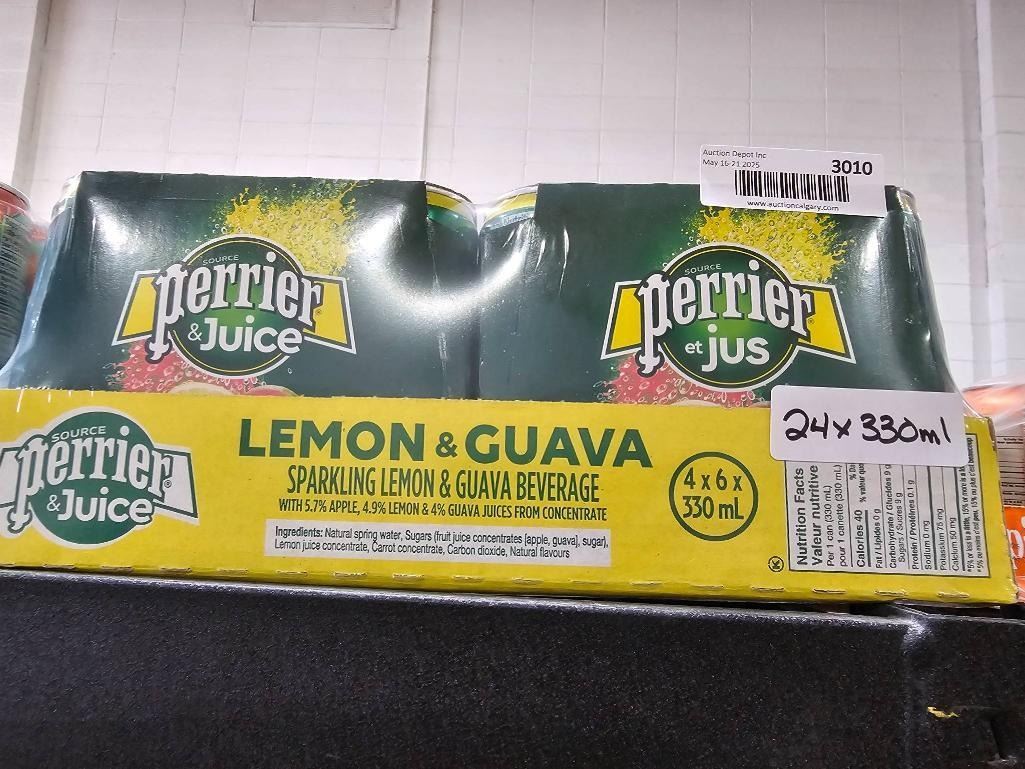 Auction Depot Inc
May 16-21 2025
3010
www.auctioncalgary.com
SOURCE
perrier
& Juice
SOURCE
perrier
et jus
24x330ml
SOURCE
perrier
& Juice
LEMON & GUAVA
SPARKLING LEMON & GUAVA BEVERAGE
WITH 5.7% APPLE, 4.9% LEMON & 4% GUAVA JUICES FROM CONCENTRATE
Ingredients: Natural spring water, Sugars (fruit juice concentrates [apple, guava], sugar),
Lemon juice concentrate, Carrot concentrate, Carbon dioxide, Natural flavours
4 x 6 x
330 mL
Nutrition Facts
Valeur nutritive
Per 1 can (330 mL)
pour 1 canette (330 mL)
Calories 40
Fat / Lipides 0 g
Carbohydrate / Glucides 9 g
Sugars / Sucres 9 g
Protein / Protéines 0.1 g
Sodium 0 mg
Potassium 75 mg
Calcium 50 mg